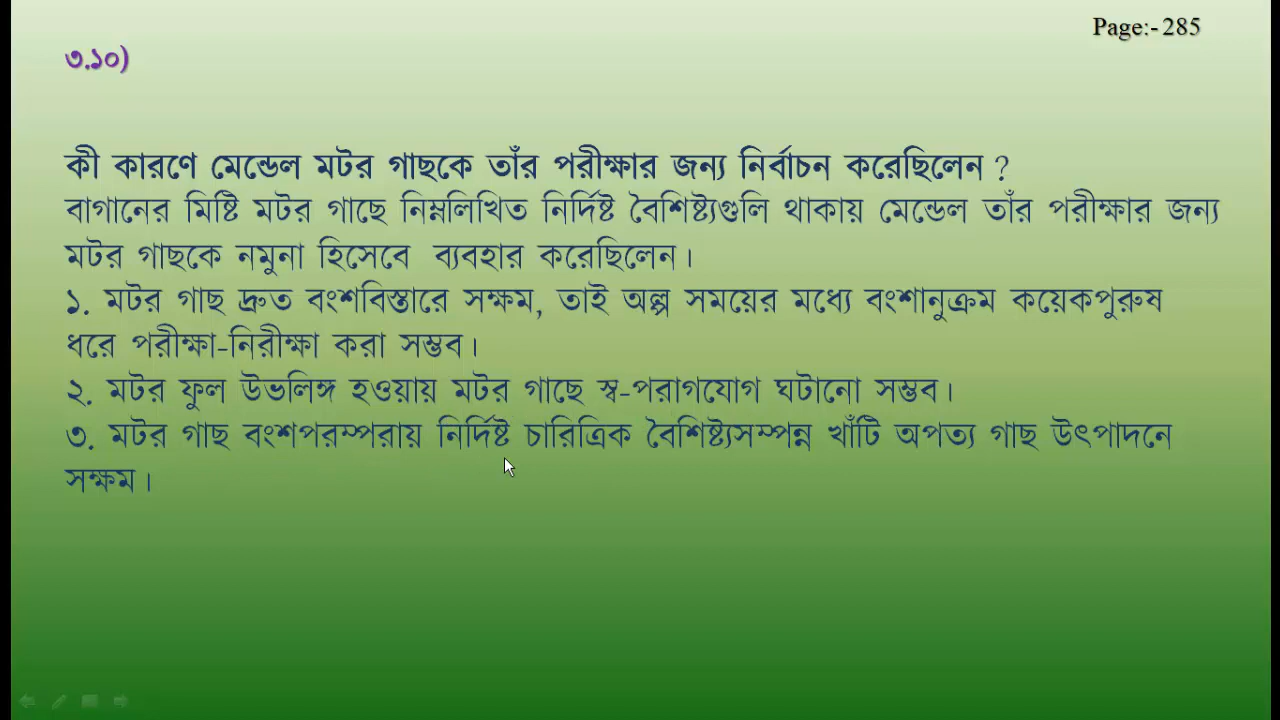 Page:- 285
৩.১০)
কী কারণে মেন্ডেল মটর গাছকে তাঁর পরীক্ষার জন্য নির্বাচন করেছিলেন ?
বাগানের মিষ্টি মটর গাছে নিম্নলিখিত নির্দিষ্ট বৈশিষ্ট্যগুলি থাকায় মেন্ডেল তাঁর পরীক্ষার জন্য
মটর গাছকে নমুনা হিসেবে ব্যবহার করেছিলেন।
১. মটর গাছ দ্রুত বংশবিস্তারে সক্ষম, তাই অল্প সময়ের মধ্যে বংশানুক্রম কয়েকপুরুষ
ধরে পরীক্ষা-নিরীক্ষা করা সম্ভব।
২. মটর ফুল উভলিঙ্গ হওয়ায় মটর গাছে স্ব-পরাগযোগ ঘটানো সম্ভব।
৩. মটর গাছ বংশপরম্পরায় নির্দিষ্ট চারিত্রিক বৈশিষ্ট্যসম্পন্ন খাঁটি অপত্য গাছ উৎপাদনে
সক্ষম।